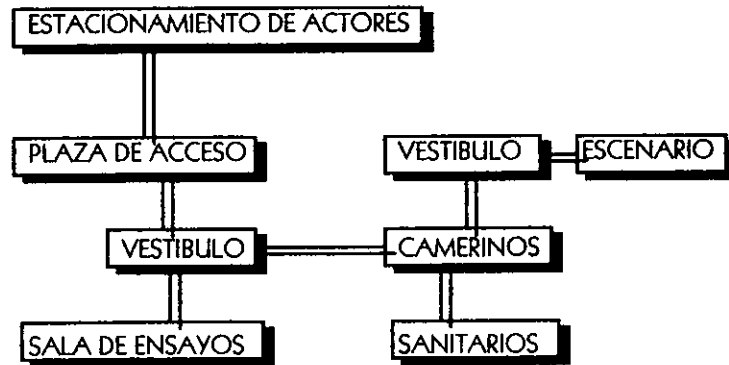 ESTACIONAMIENTO DE ACTORES
PLAZA DE ACCESO
VESTIBULO
ESCENARIO
VESTIBULO
CAMERINOS
SALA DE ENSAYOS
SANITARIOS